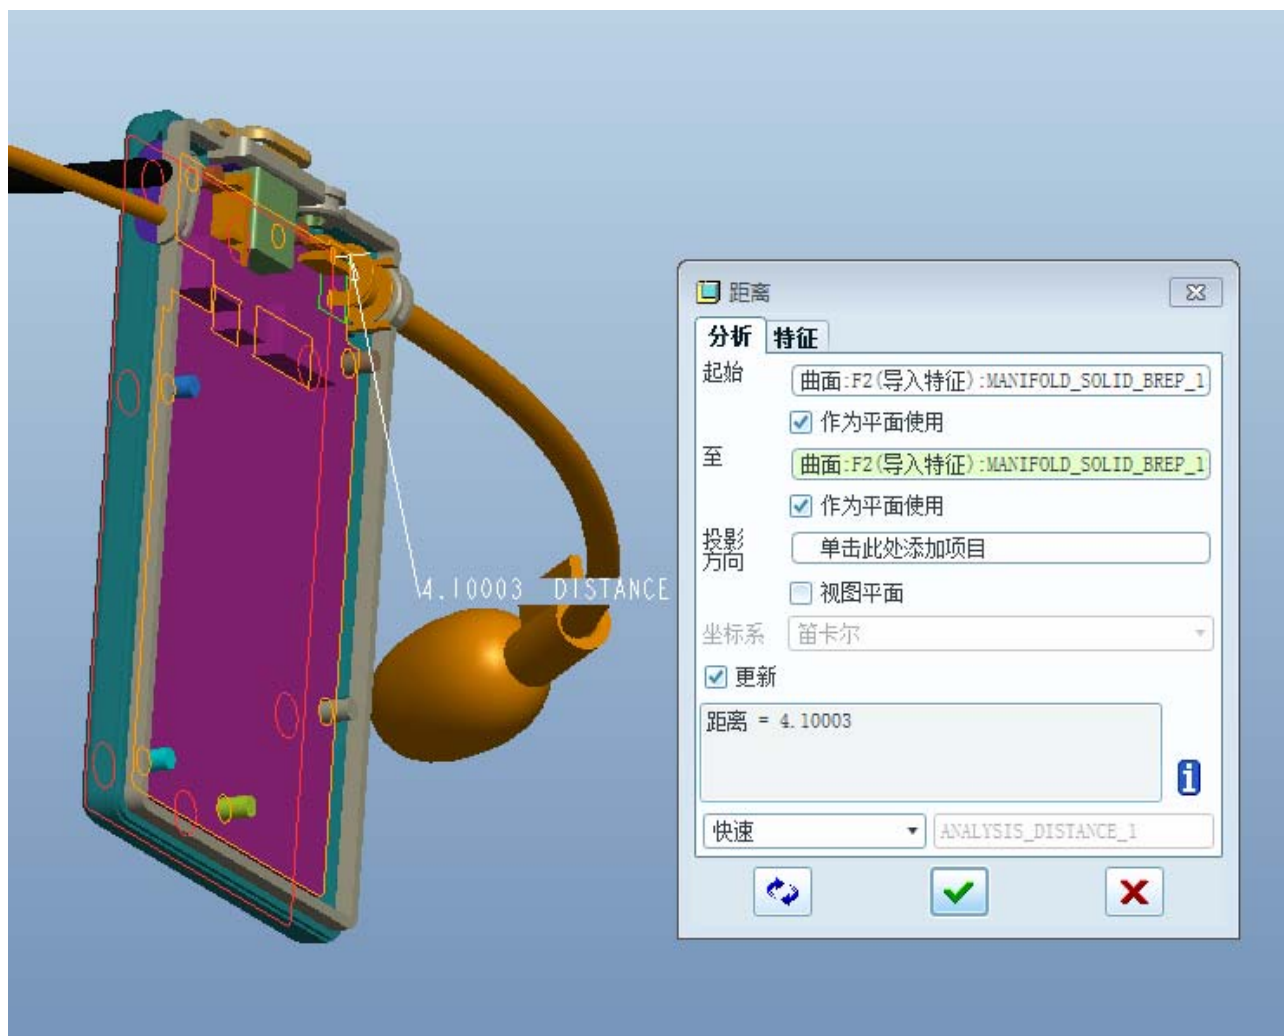 距离
分析 特征
起始 曲面:F2(导入特征):MANIFOLD_SOLID_BREP_1
作为平面使用
至 曲面:F2(导入特征):MANIFOLD_SOLID_BREP_1
作为平面使用
投影
方向
单击此处添加项目
视图平面
坐标系 笛卡尔
更新
距离 = 4.10003
快速 ANALYSIS_DISTANCE_1
4.10003 DISTANCE